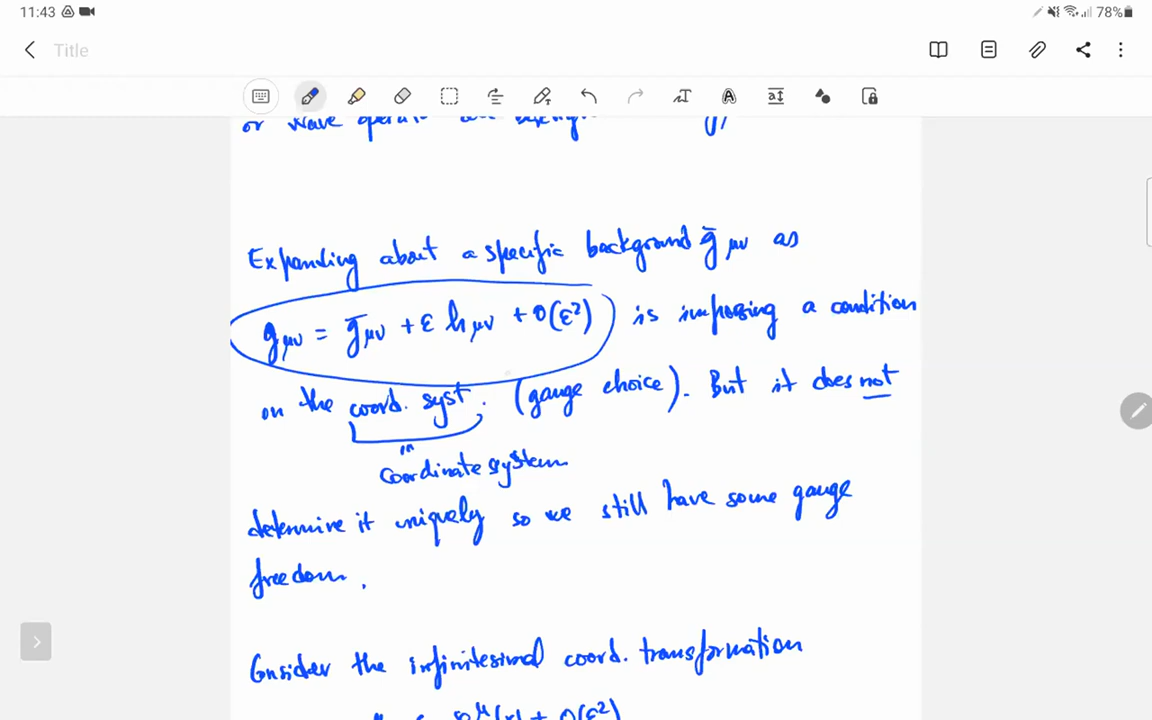 11:43
78%
Title
Expanding about a specific background ḡ μν as
gμν = ḡμν + ε hμν + O(ε²) is imposing a condition
on the coord. syst. (gauge choice). But it does not
coordinate system
determine it uniquely so we still have some gauge
freedom.
Consider the infinitesimal coord. transformation